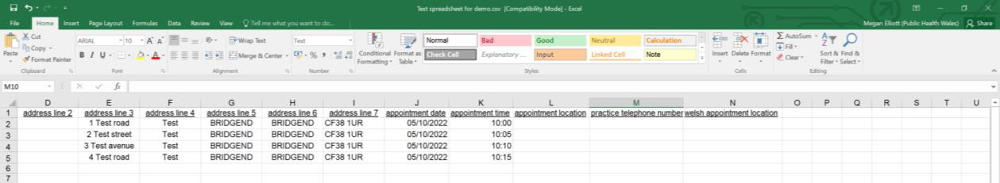 Test spreadsheet for demo.csv [Compatibility Mode] - Excel
File Home Insert Page Layout Formulas Data Review View Tell me what you want to do... Megan Elliott (Public Health Wales) Share
Cut ARIAL 10 A A Wrap Text Text Normal Bad Good Neutral Calculation AutoSum
Copy Fill
Paste Format Painter B I U A Merge & Center % Conditional Formatting Format as Table Check Cell Explanatory ... Input Linked Cell Note Insert Delete Format Clear Sort & Filter Find & Select
Clipboard Font Alignment Number Styles Cells Editing
M10 fx
D E F G H I J K L M N O P Q R S T U
1 address line 2 address line 3 address line 4 address line 5 address line 6 address line 7 appointment date appointment time appointment location practice telephone number welsh appointment location
2 1 Test road Test BRIDGEND BRIDGEND CF38 1UR 05/10/2022 10:00
3 2 Test street Test BRIDGEND BRIDGEND CF38 1UR 05/10/2022 10:05
4 3 Test avenue Test BRIDGEND BRIDGEND CF38 1UR 05/10/2022 10:10
5 4 Test road Test BRIDGEND BRIDGEND CF38 1UR 05/10/2022 10:15
6
7